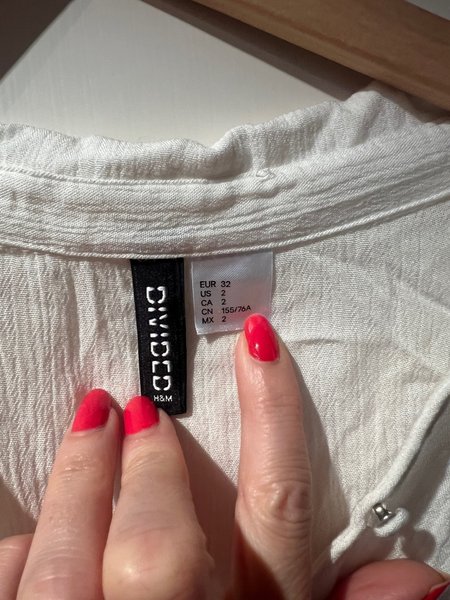 DIVIDED
H&M
EUR 32
US 2
CA 2
CN 155/76A
MX 2